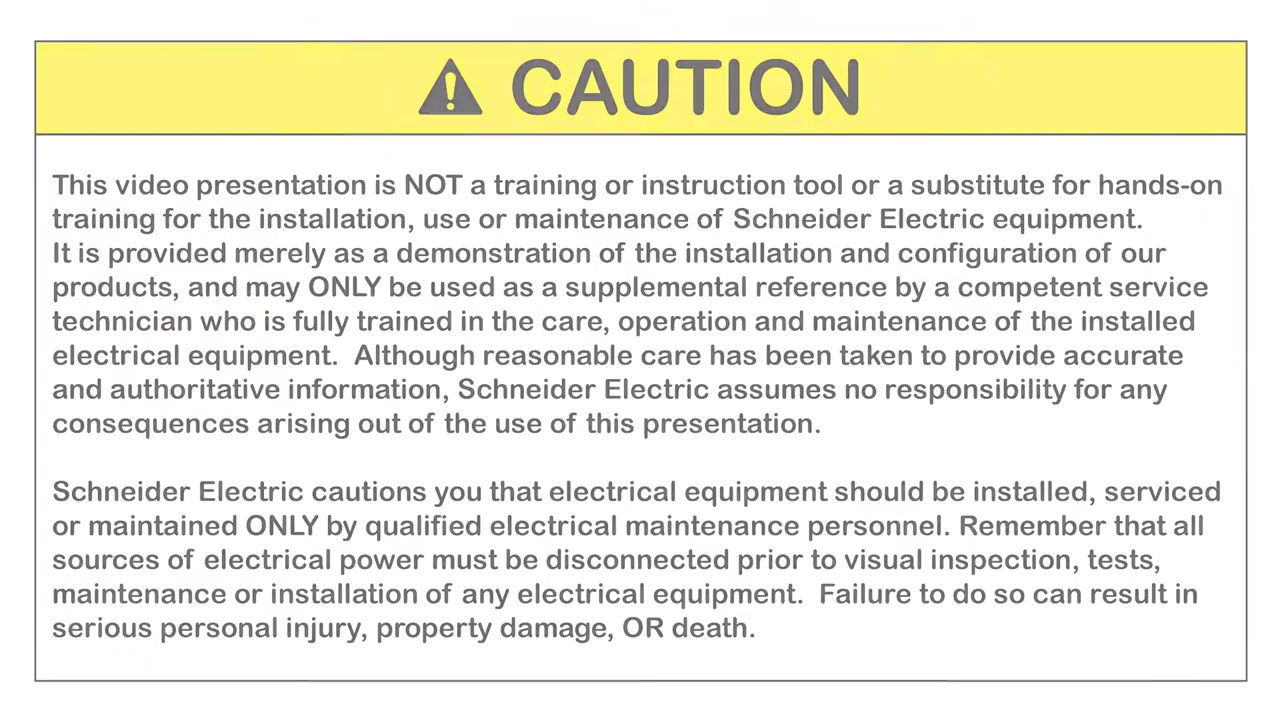 CAUTION
This video presentation is NOT a training or instruction tool or a substitute for hands-on
training for the installation, use or maintenance of Schneider Electric equipment.
It is provided merely as a demonstration of the installation and configuration of our
products, and may ONLY be used as a supplemental reference by a competent service
technician who is fully trained in the care, operation and maintenance of the installed
electrical equipment.  Although reasonable care has been taken to provide accurate
and authoritative information, Schneider Electric assumes no responsibility for any
consequences arising out of the use of this presentation.
Schneider Electric cautions you that electrical equipment should be installed, serviced
or maintained ONLY by qualified electrical maintenance personnel. Remember that all
sources of electrical power must be disconnected prior to visual inspection, tests,
maintenance or installation of any electrical equipment.  Failure to do so can result in
serious personal injury, property damage, OR death.